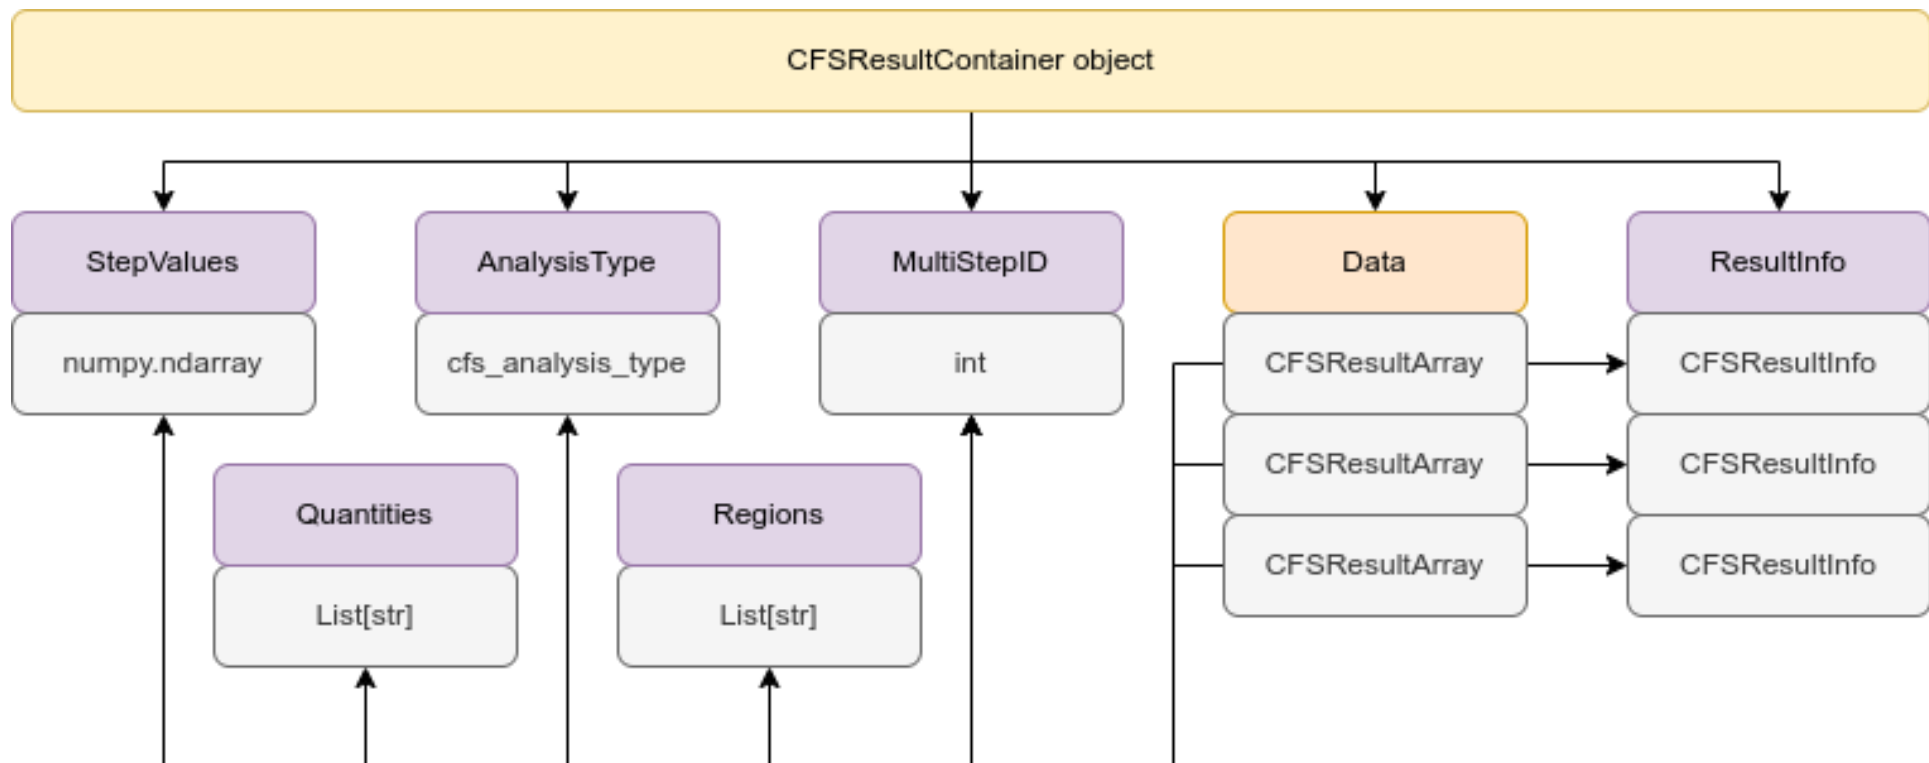 CFSResultContainer object
StepValues
AnalysisType
MultiStepID
Data
ResultInfo
numpy.ndarray
cfs_analysis_type
int
CFSResultArray
CFSResultInfo
CFSResultArray
CFSResultInfo
Quantities
Regions
CFSResultArray
CFSResultInfo
List[str]
List[str]